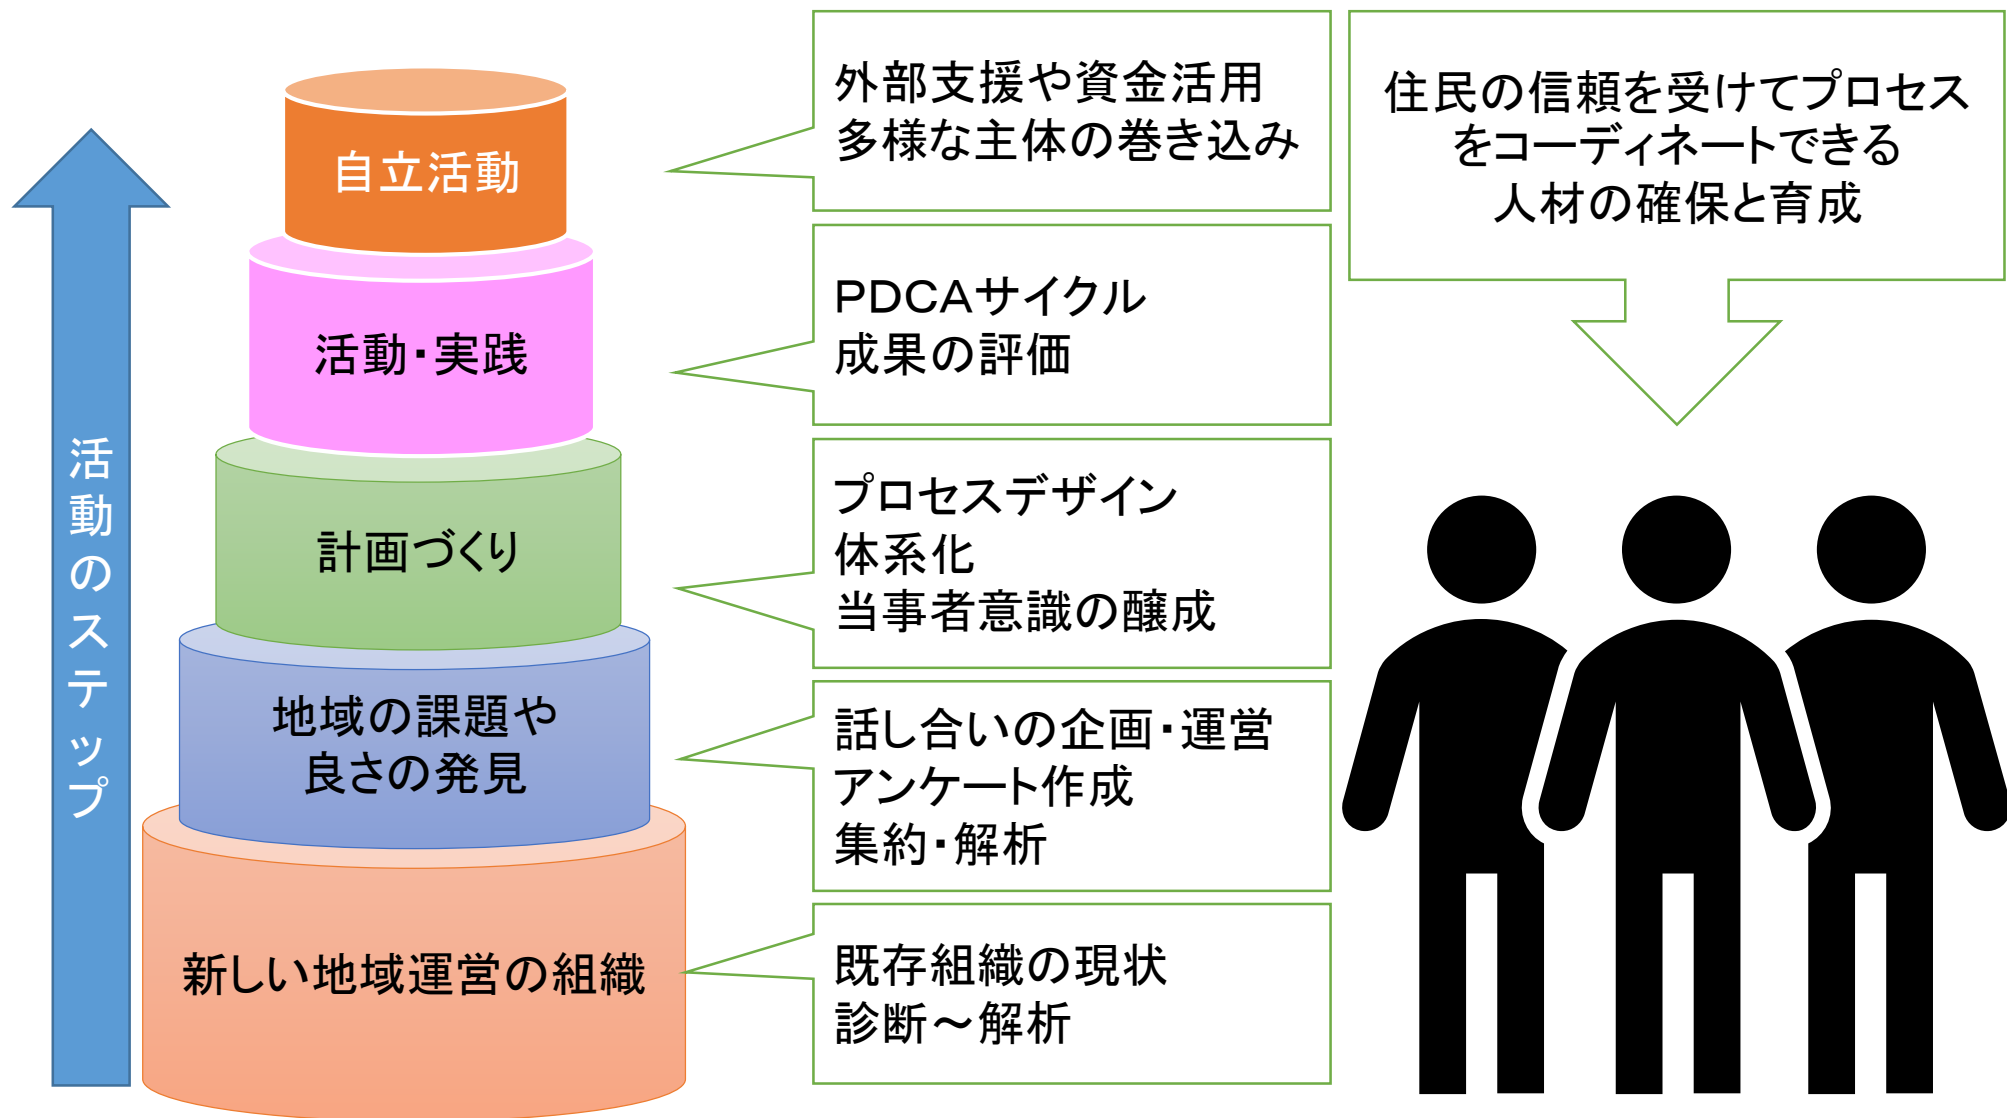 活動のステップ
自立活動
活動・実践
計画づくり
地域の課題や
良さの発見
新しい地域運営の組織
外部支援や資金活用
多様な主体の巻き込み
PDCAサイクル
成果の評価
プロセスデザイン
体系化
当事者意識の醸成
話し合いの企画・運営
アンケート作成
集約・解析
既存組織の現状
診断～解析
住民の信頼を受けてプロセス
をコーディネートできる
人材の確保と育成